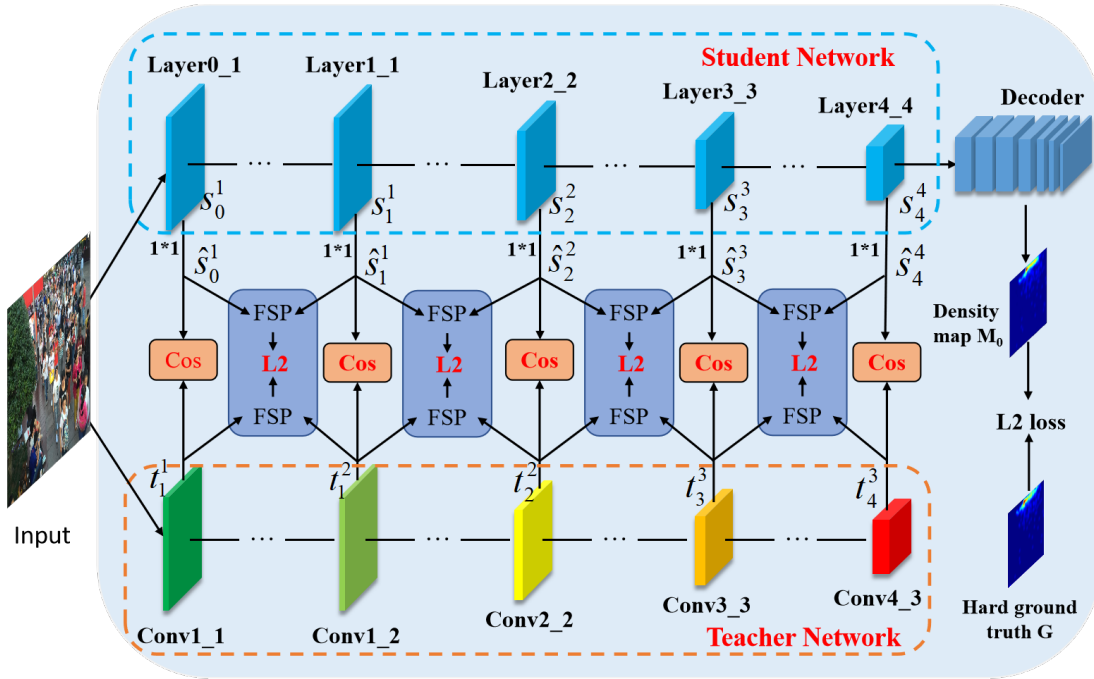 Student Network
Layer0_1
Layer1_1
Layer2_2
Layer3_3
Layer4_4
Decoder
...
...
...
...
s_0^1
s_1^1
s_2^2
s_3^3
s_4^4
1*1
1*1
1*1
1*1
1*1
ŝ_0^1
ŝ_1^1
ŝ_2^2
ŝ_3^3
ŝ_4^4
FSP
FSP
FSP
FSP
Density
map M₀
Cos
L2
Cos
L2
Cos
L2
Cos
L2
Cos
FSP
FSP
FSP
FSP
L2 loss
t_1^1
t_1^2
t_2^2
t_3^3
t_4^3
Input
...
...
...
...
Conv1_1
Conv1_2
Conv2_2
Conv3_3
Conv4_3
Hard ground
truth G
Teacher Network